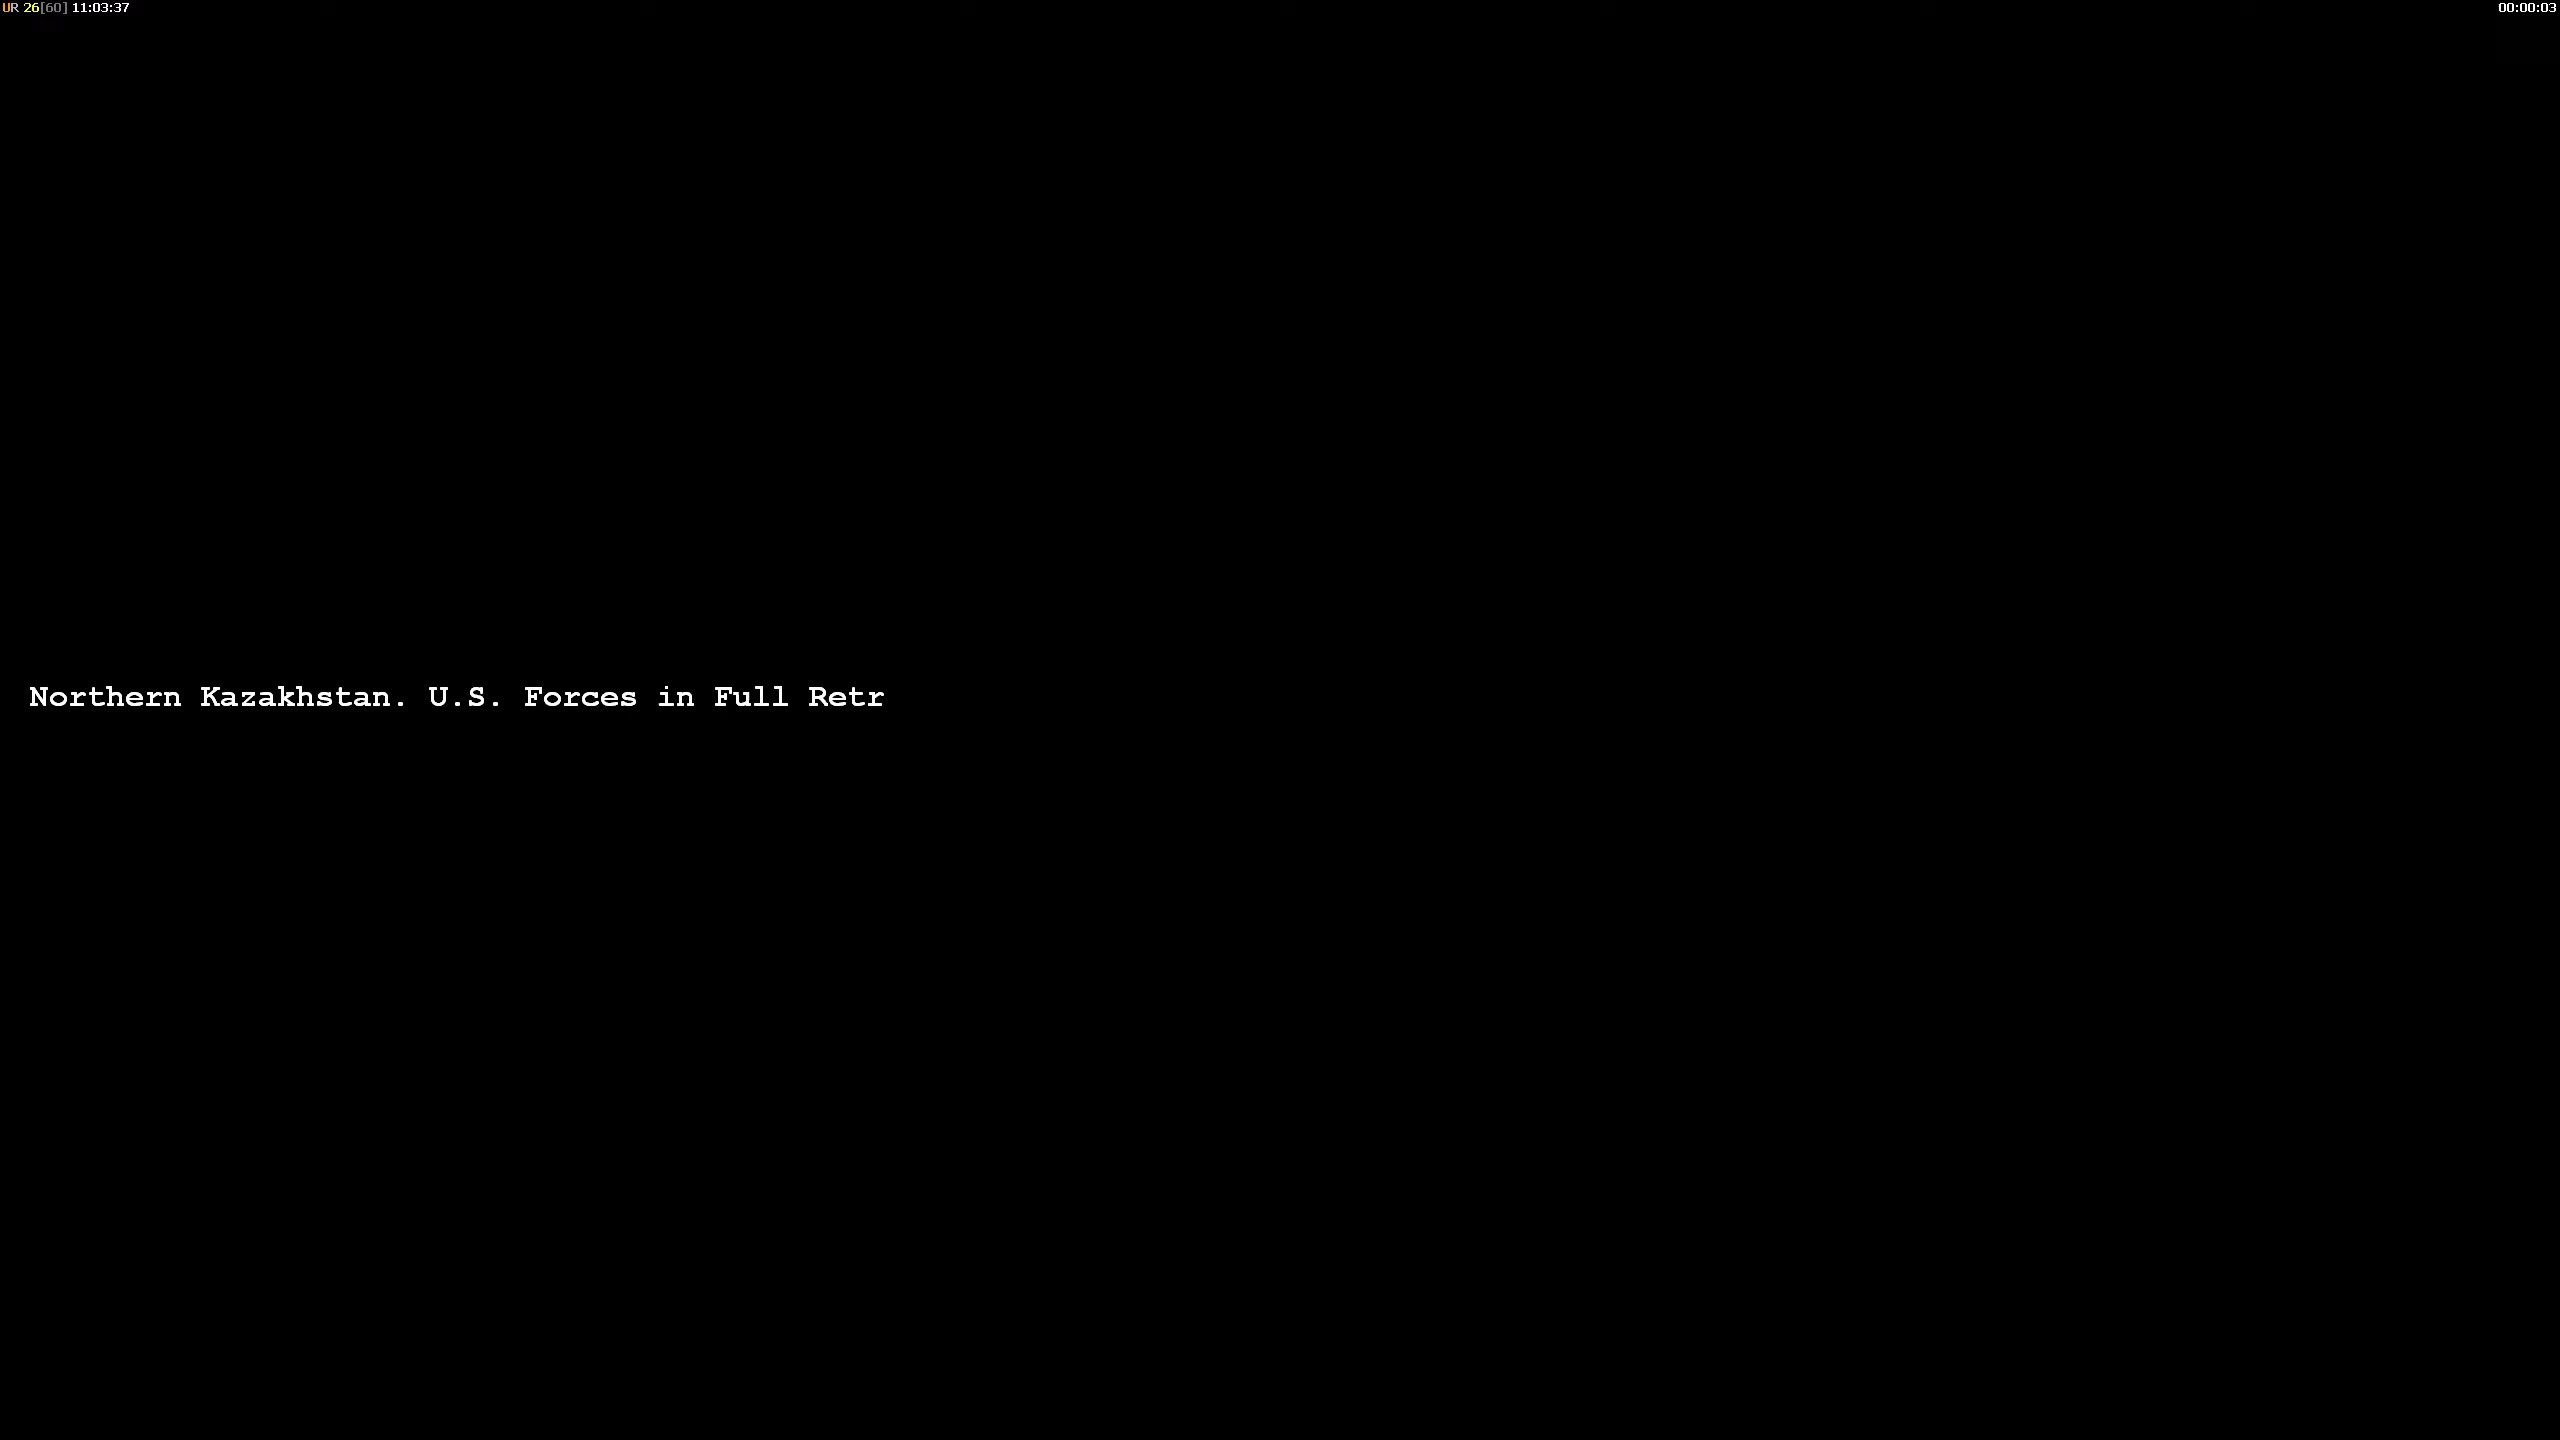 UR 26[60] 11:03:37
00:00:03
Northern Kazakhstan. U.S. Forces in Full Retr